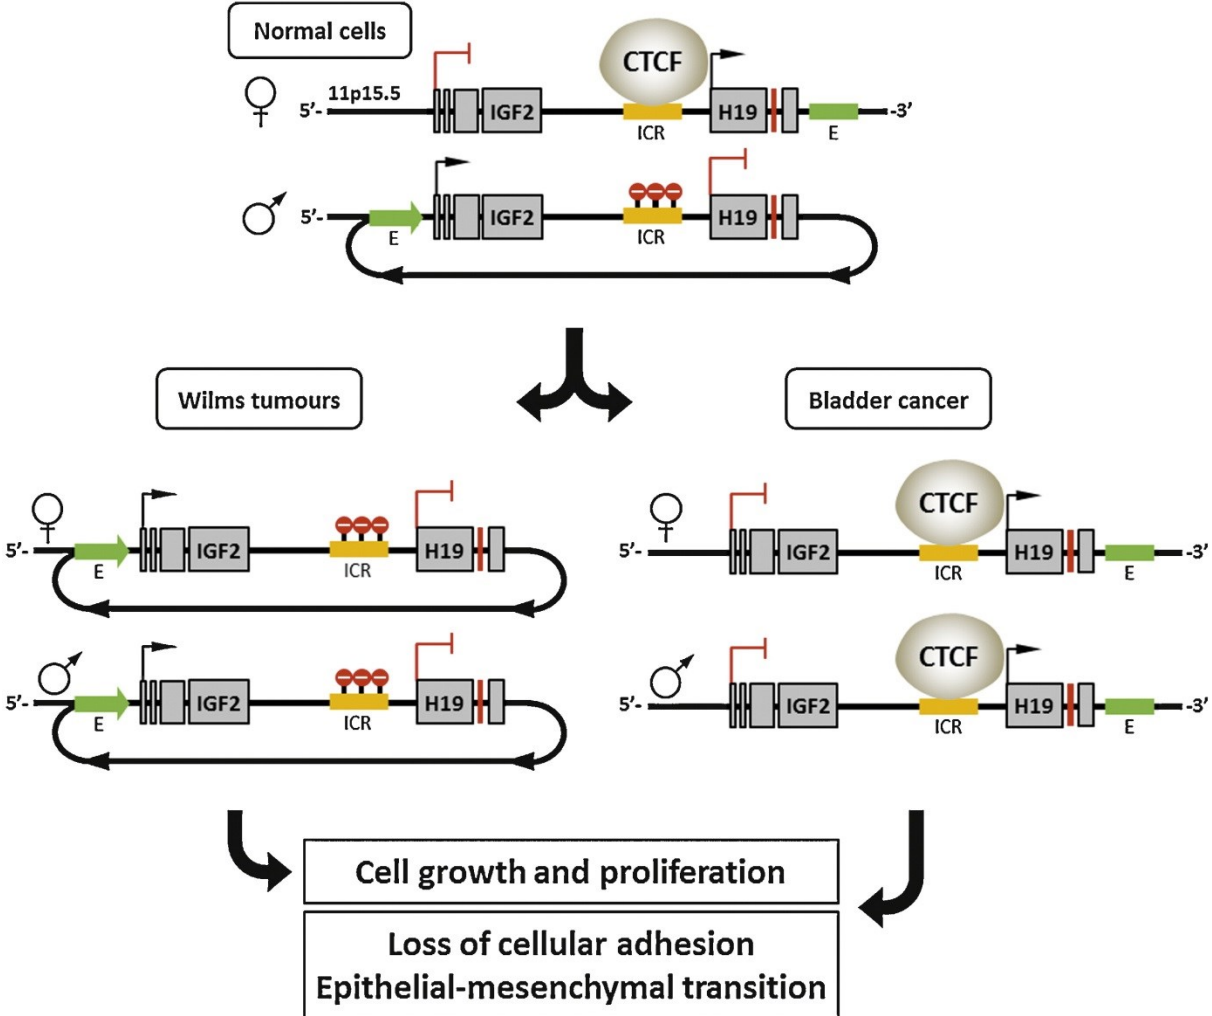 Normal cells
CTCF
11p15.5
5'- IGF2 H19 -3'
ICR E
5'- IGF2 H19
E ICR
Wilms tumours Bladder cancer
CTCF
5'- IGF2 H19
E ICR
5'- IGF2 H19 -3'
ICR E
CTCF
5'- IGF2 H19
E ICR
5'- IGF2 H19 -3'
ICR E
Cell growth and proliferation
Loss of cellular adhesion
Epithelial-mesenchymal transition